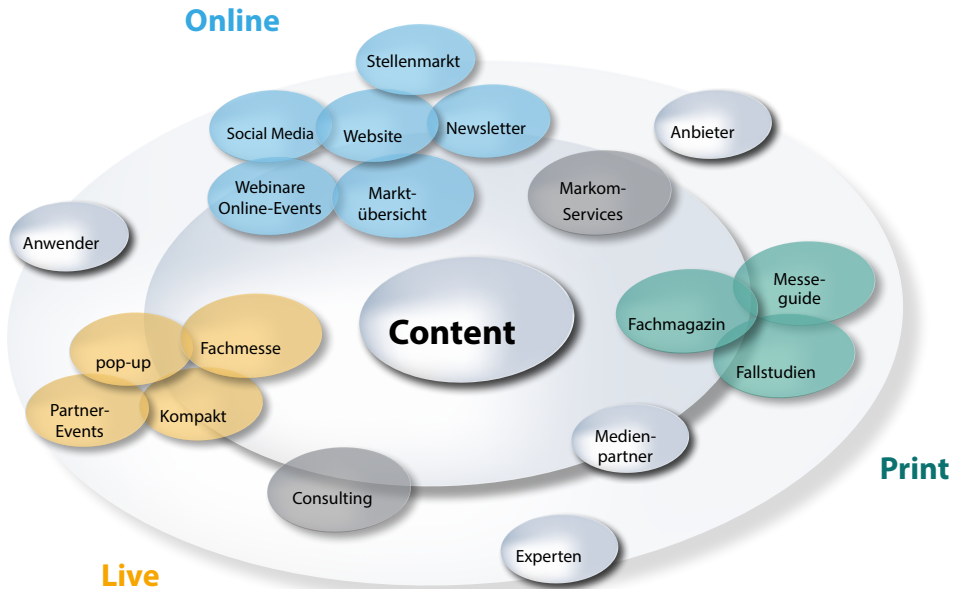 Online
Stellenmarkt
Social Media
Website
Newsletter
Anbieter
Webinare
Online-Events
Markt-
übersicht
Markom-
Services
Anwender
Messe-
guide
Content
Fachmagazin
Fachmesse
pop-up
Fallstudien
Partner-
Events
Kompakt
Medien-
partner
Print
Consulting
Experten
Live